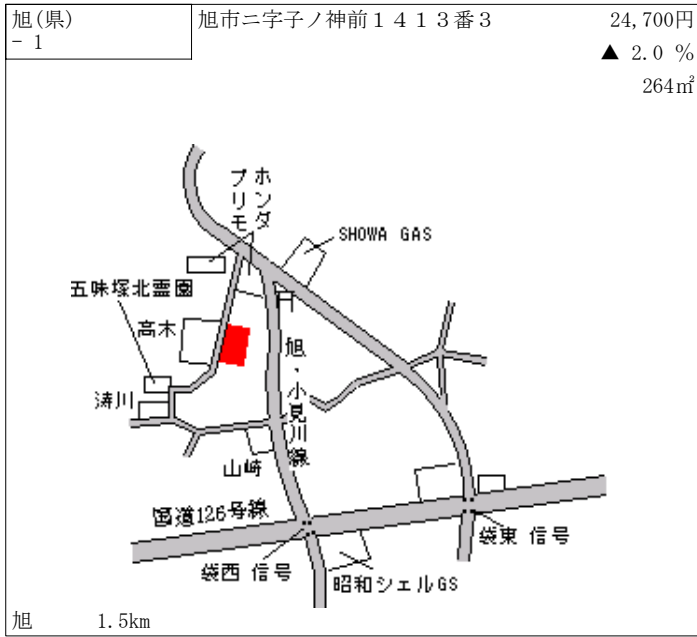 旭(県)
- 1
旭市ニ字子ノ神前１４１３番３
24,700円
▲ 2.0 %
264㎡
ホンダ
プリモ
SHOWA GAS
五味塚北霊園
高木
旭・小見川線
涛川
山崎
国道126号線
袋東 信号
袋西 信号
昭和シェルGS
旭 1.5km